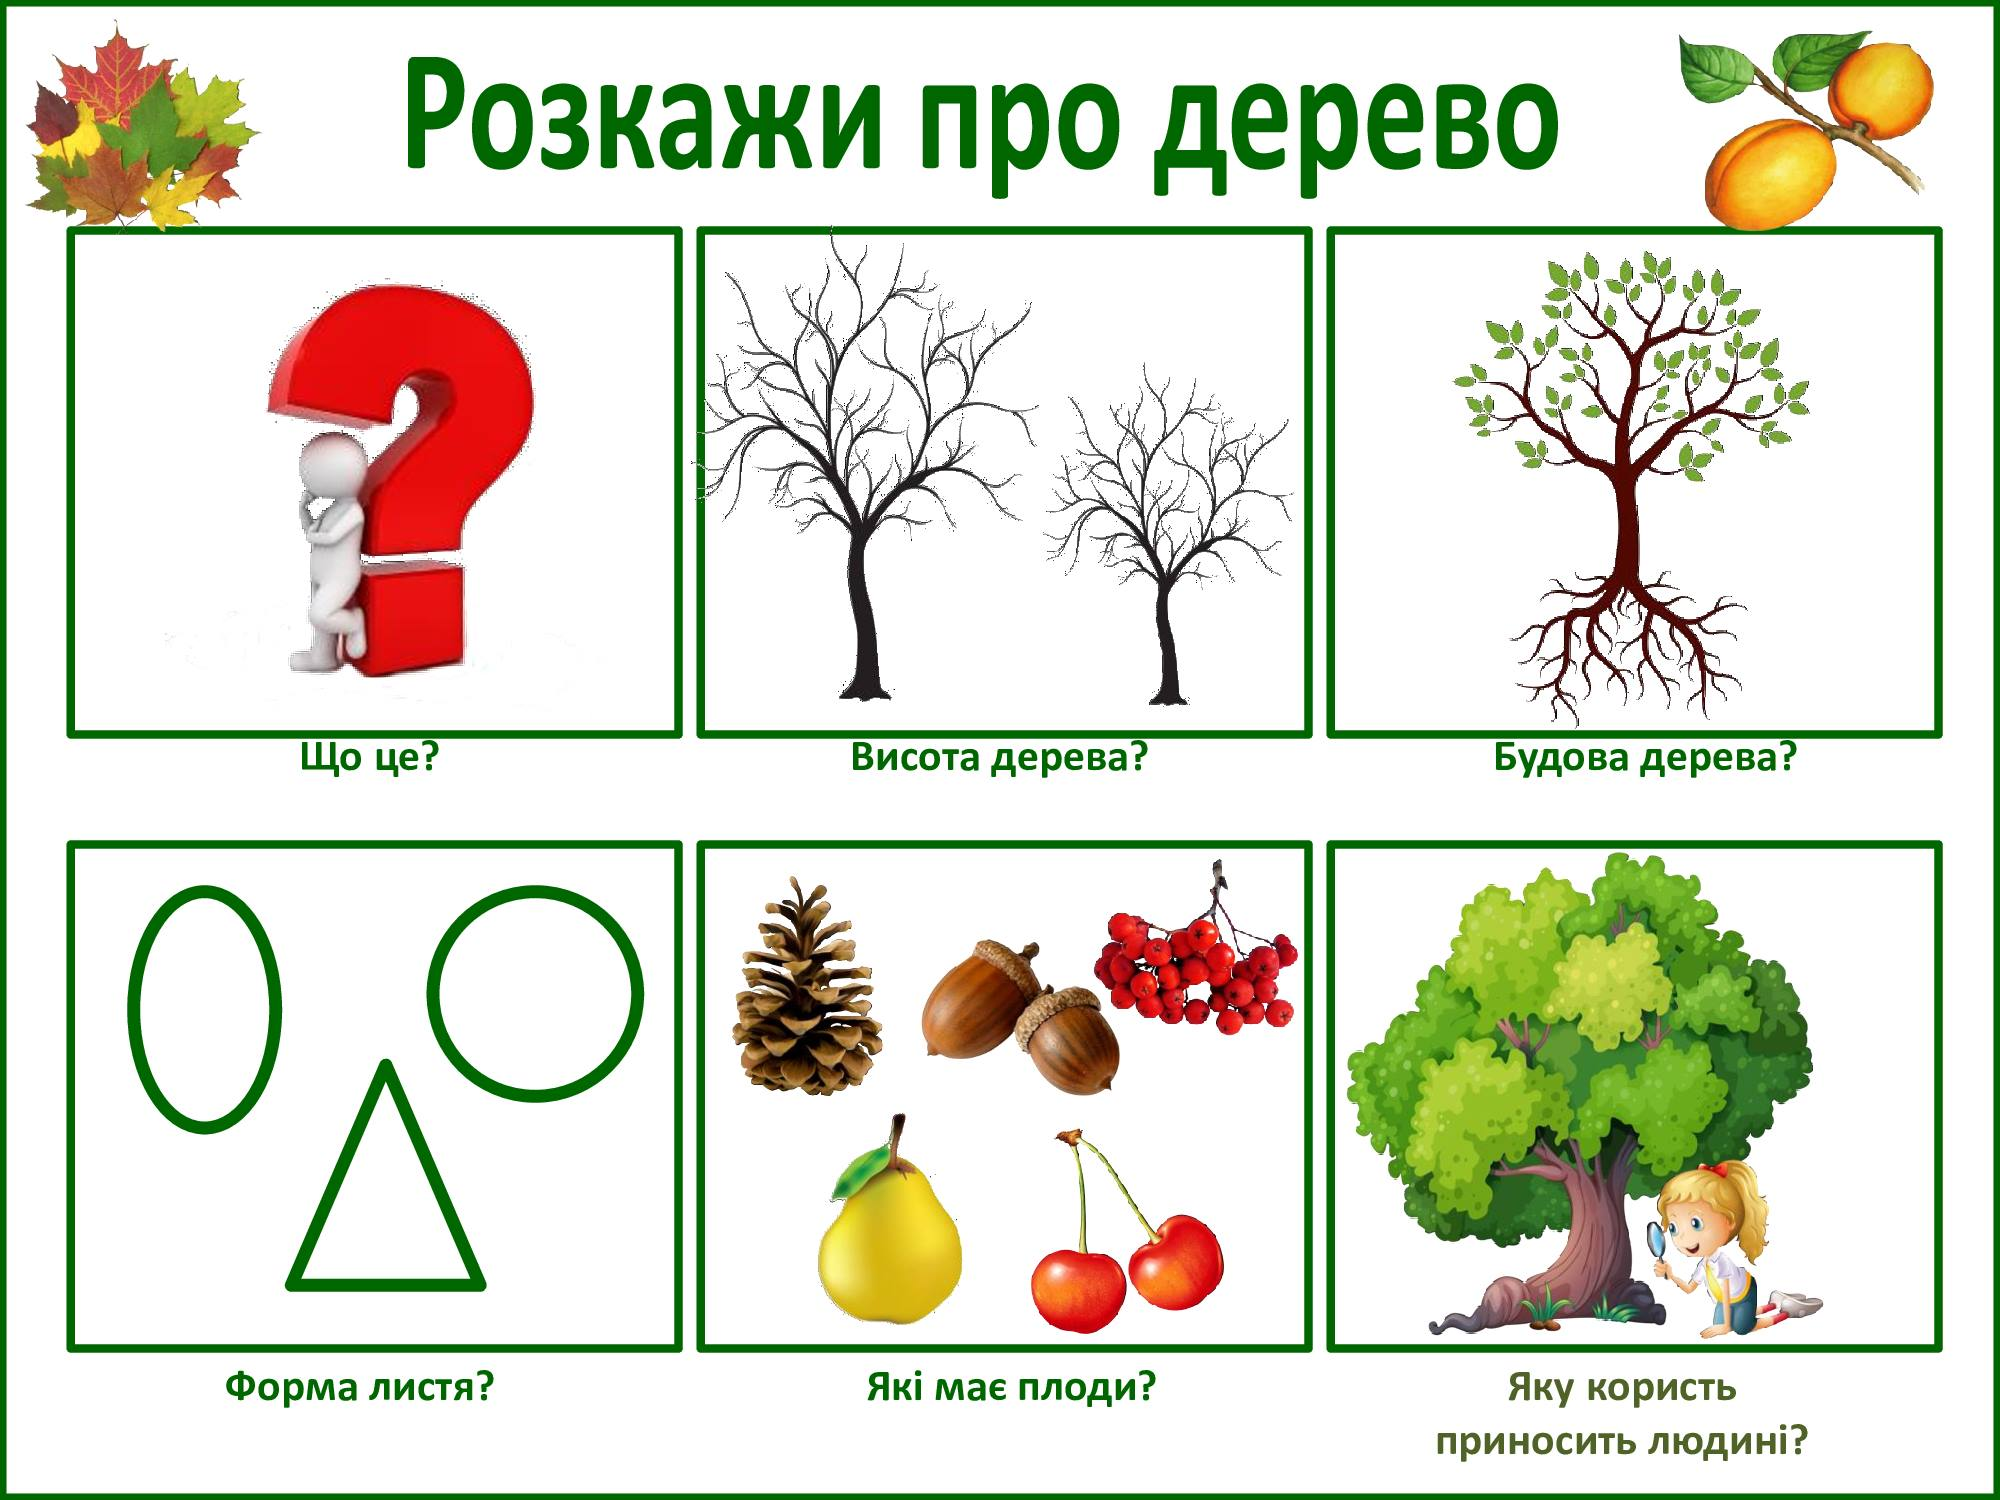 Розкажи про дерево
Що це?
Висота дерева?
Будова дерева?
Форма листя?
Які має плоди?
Яку користь
приносить людині?